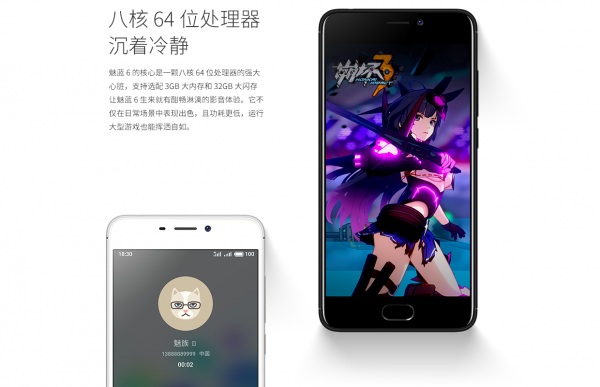 八核 64 位处理器
沉着冷静
魅蓝 6 的核心是一颗八核 64 位处理器的强大
心脏,支持选配 3GB 大内存和 32GB 大闪存
让魅蓝 6 生来就有酣畅淋漓的影音体验。它不
仅在日常场景中表现出色,且功耗更低,运行
大型游戏也能挥洒自如。
崩坏3
HONKAI IMPACT
18:30
100
魅族
13888889999 中国
00:02